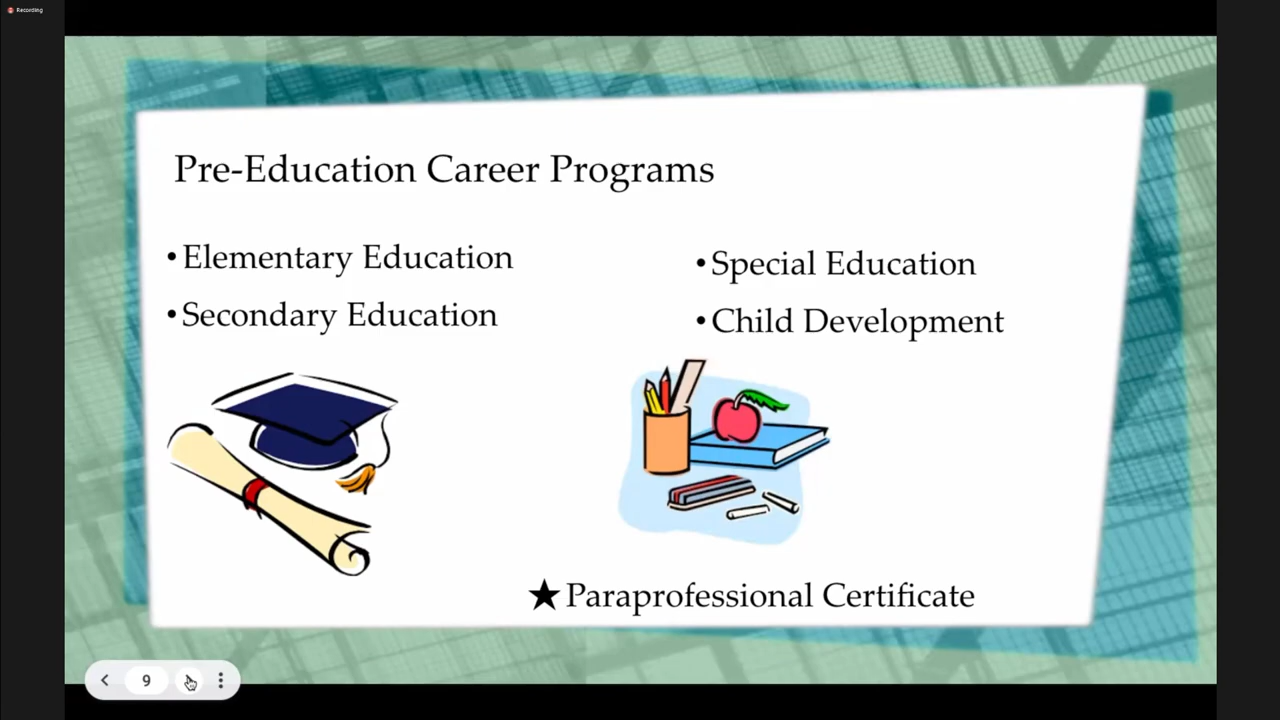 Recording
Pre-Education Career Programs
•Elementary Education
•Secondary Education
•Special Education
•Child Development
★Paraprofessional Certificate
9